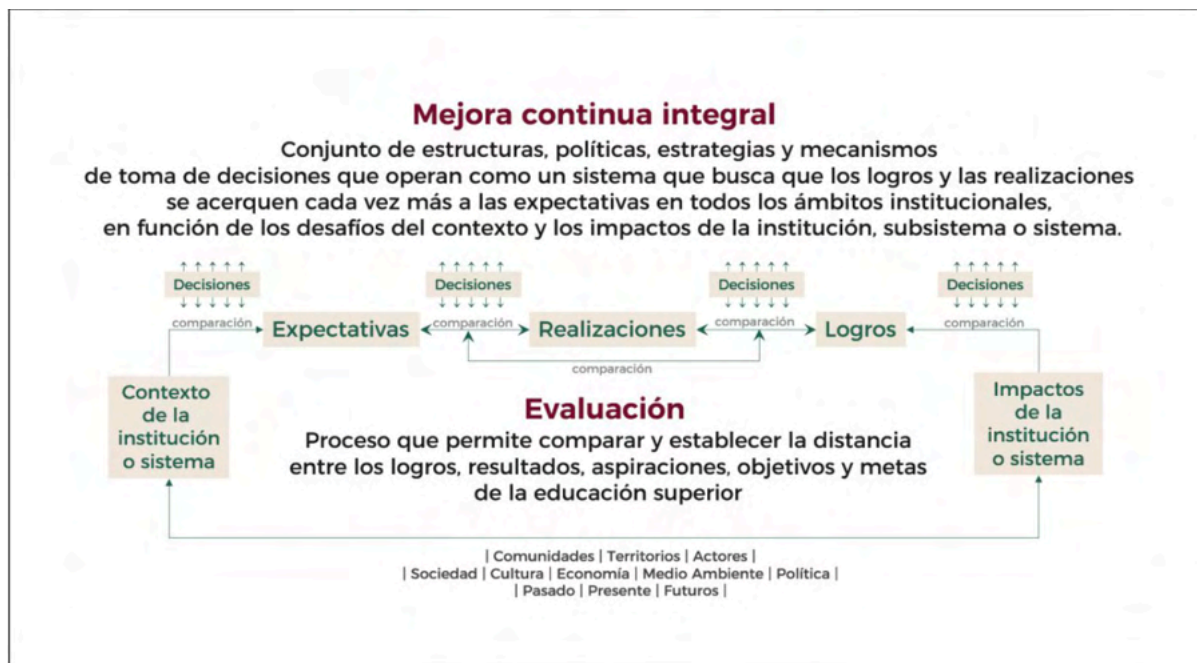 Mejora continua integral
Conjunto de estructuras, políticas, estrategias y mecanismos
de toma de decisiones que operan como un sistema que busca que los logros y las realizaciones
se acerquen cada vez más a las expectativas en todos los ámbitos institucionales,
en función de los desafíos del contexto y los impactos de la institución, subsistema o sistema.
Decisiones
Decisiones
Decisiones
Decisiones
comparación
Expectativas
comparación
Realizaciones
comparación
Logros
comparación
comparación
Contexto
de la
institución
o sistema
Evaluación
Proceso que permite comparar y establecer la distancia
entre los logros, resultados, aspiraciones, objetivos y metas
de la educación superior
Impactos
de la
institución
o sistema
| Comunidades | Territorios | Actores |
| Sociedad | Cultura | Economía | Medio Ambiente | Política |
| Pasado | Presente | Futuros |